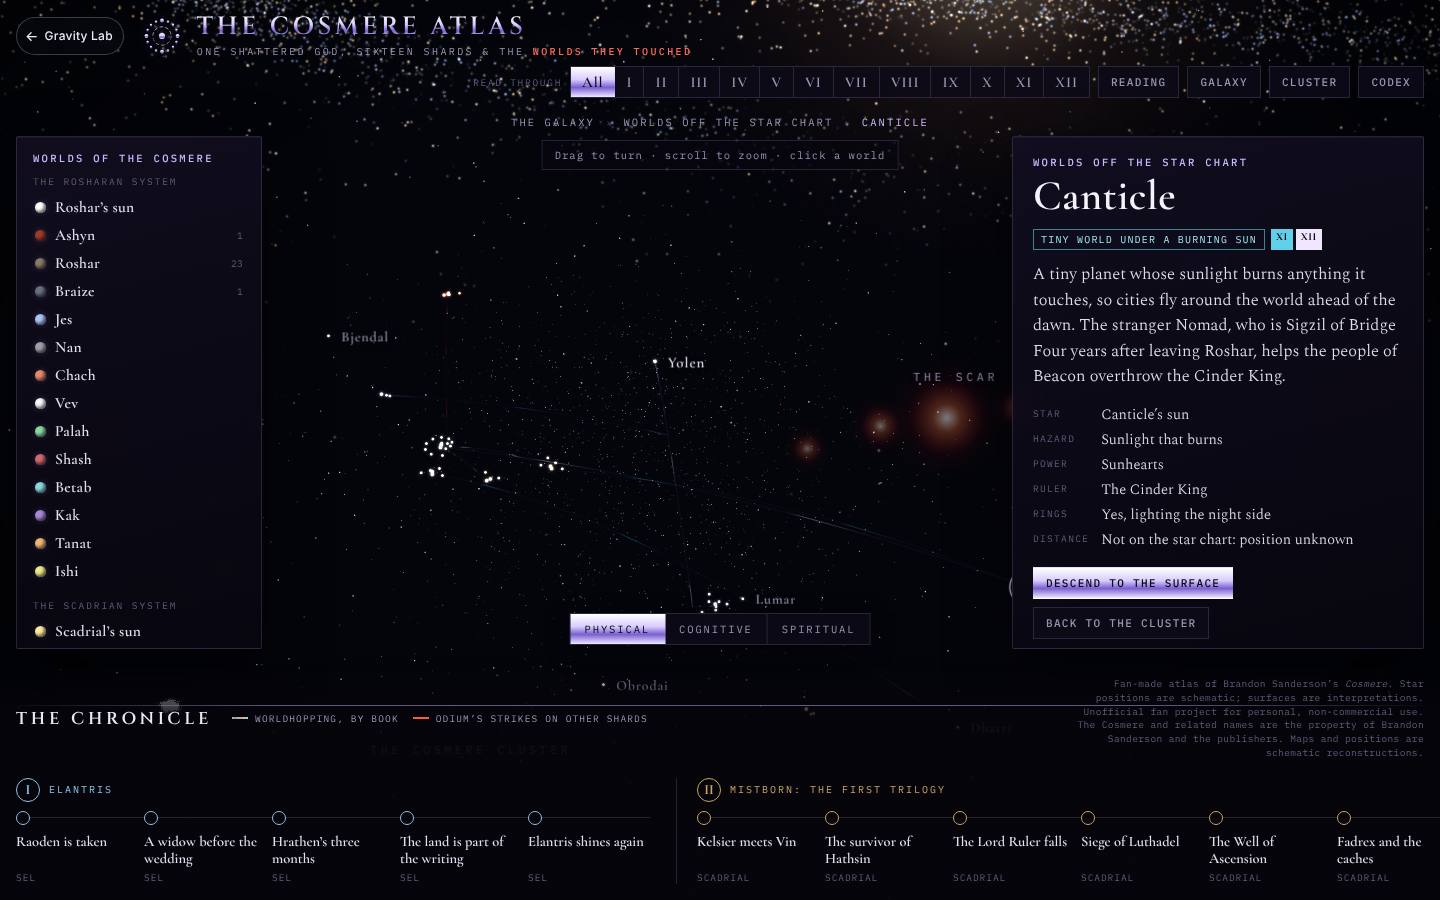 ← Gravity Lab
THE COSMERE ATLAS
ONE SHATTERED GOD, SIXTEEN SHARDS & THE WORLDS THEY TOUCHED
READ THROUGH
All I II III IV V VI VII VIII IX X XI XII
READING GALAXY CLUSTER CODEX
THE GALAXY · WORLDS OFF THE STAR CHART · CANTICLE
Drag to turn · scroll to zoom · click a world
WORLDS OF THE COSMERE
THE ROSHARAN SYSTEM
Roshar’s sun
Ashyn 1
Roshar 23
Braize 1
Jes
Nan
Chach
Vev
Palah
Shash
Betab
Kak
Tanat
Ishi
THE SCADRIAN SYSTEM
Scadrial’s sun
Bjendal
Yolen
THE SCAR
Lumar
Obrodai
Dhatri
THE COSMERE CLUSTER
PHYSICAL COGNITIVE SPIRITUAL
WORLDS OFF THE STAR CHART
Canticle
TINY WORLD UNDER A BURNING SUN XI XII
A tiny planet whose sunlight burns anything it
touches, so cities fly around the world ahead of the
dawn. The stranger Nomad, who is Sigzil of Bridge
Four years after leaving Roshar, helps the people of
Beacon overthrow the Cinder King.
STAR Canticle’s sun
HAZARD Sunlight that burns
POWER Sunhearts
RULER The Cinder King
RINGS Yes, lighting the night side
DISTANCE Not on the star chart: position unknown
DESCEND TO THE SURFACE
BACK TO THE CLUSTER
Fan-made atlas of Brandon Sanderson’s Cosmere. Star
positions are schematic; surfaces are interpretations.
Unofficial fan project for personal, non-commercial use.
The Cosmere and related names are the property of Brandon
Sanderson and the publishers. Maps and positions are
schematic reconstructions.
THE CHRONICLE
WORLDHOPPING, BY BOOK
ODIUM’S STRIKES ON OTHER SHARDS
I ELANTRIS
Raoden is taken
SEL
A widow before the
wedding
SEL
Hrathen’s three
months
SEL
The land is part of
the writing
SEL
Elantris shines again
SEL
II MISTBORN: THE FIRST TRILOGY
Kelsier meets Vin
SCADRIAL
The survivor of
Hathsin
SCADRIAL
The Lord Ruler falls
SCADRIAL
Siege of Luthadel
SCADRIAL
The Well of
Ascension
SCADRIAL
Fadrex and the
caches
SCADRIAL